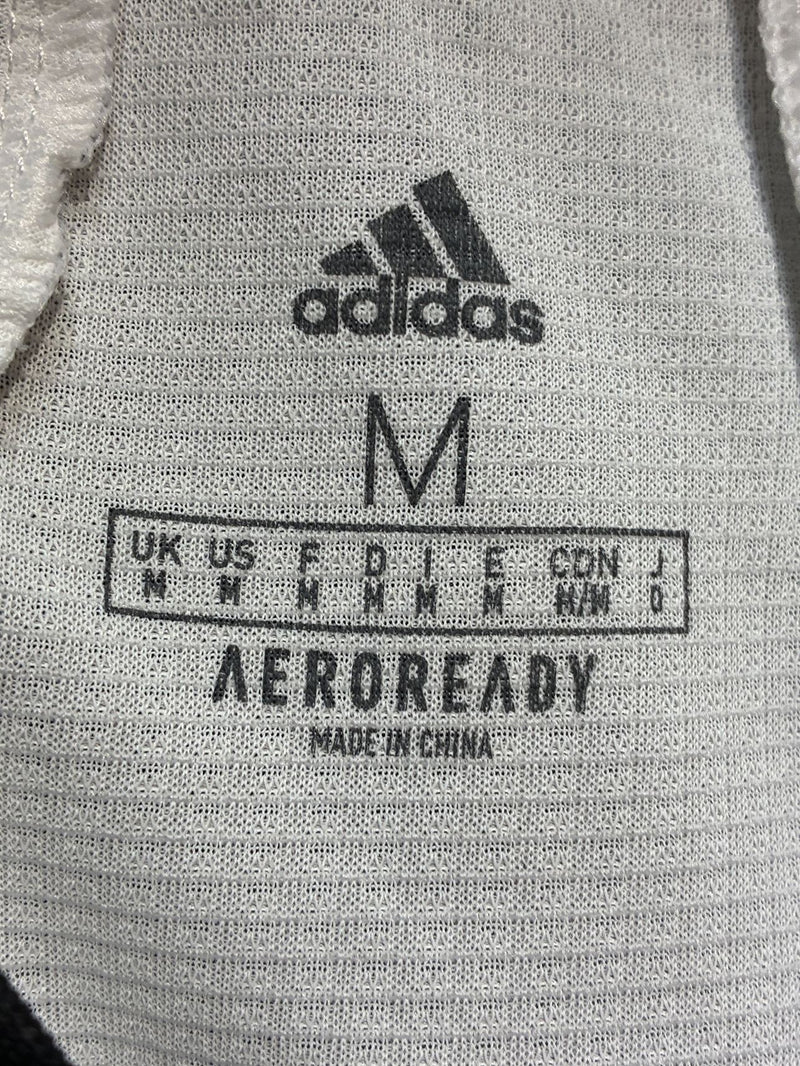 adidas
M
UK US F D I E CDN J
M M M M M M M/M O
AEROREADY
MADE IN CHINA